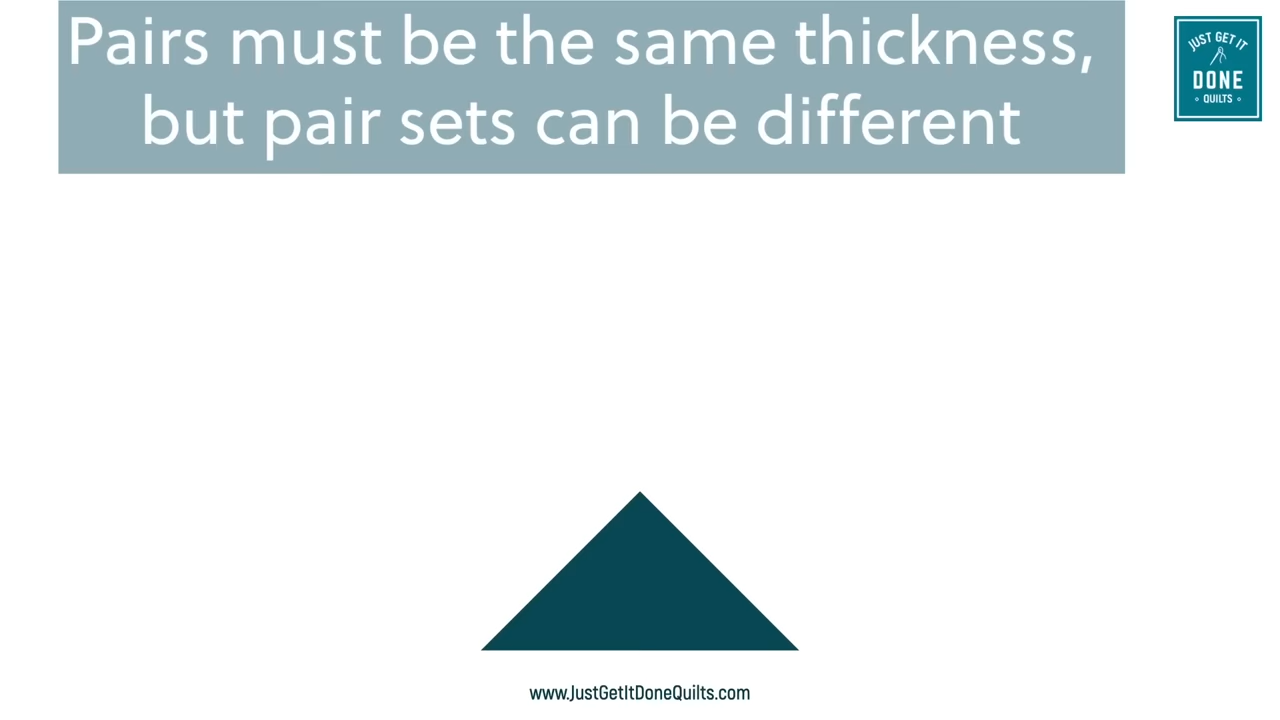 Pairs must be the same thickness,
but pair sets can be different
JUST GET IT
DONE
QUILTS
www.JustGetItDoneQuilts.com